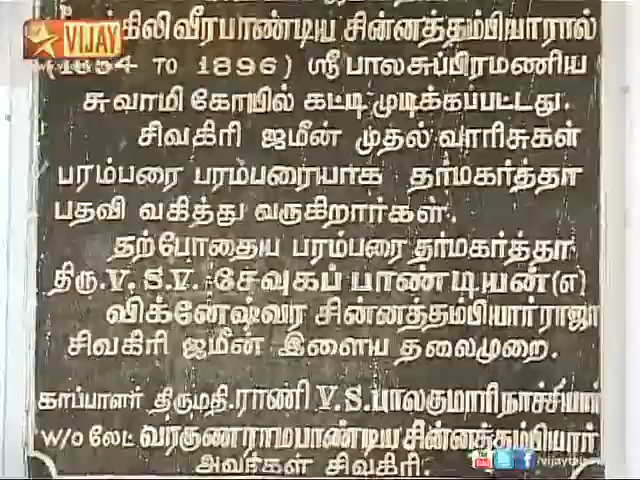 VIJAY
சங்கிலி வீரபாண்டிய சின்னத்தம்பியாரால்
TO 1896) ஸ்ரீ பாலசுப்பிரமணிய
சுவாமி கோயில் கட்டி முடிக்கப்பட்டது.
சிவகிரி ஜமீன் முதல் வாரிசுகள்
பரம்பரை பரம்பரையாக தர்மகர்த்தா
பதவி வகித்து வருகிறார்கள்.
தற்போதைய பரம்பரை தர்மகர்த்தா
திரு.V.S.V. சேவுகப் பாண்டியன்(எ)
விக்னேஷ்வர சின்னத்தம்பியார் ராஜா
சிவகிரி ஜமீன் இளைய தலைமுறை.
காப்பாளர் திருமதி.ராணி V.S.பாலகுமாரி நாச்சியார்
W/o லேட் வரகுணராமபாண்டிய சின்னத்தம்பியார்
அவர்கள் சிவகிரி.